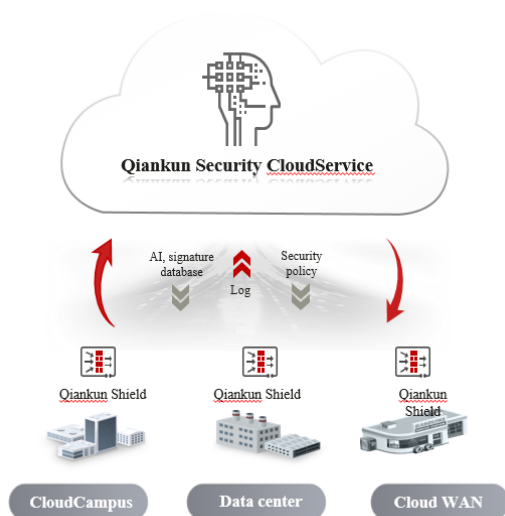 Qiankun Security CloudService
AI, signature
database
Log
Security
policy
Qiankun Shield
Qiankun Shield
Qiankun
Shield
CloudCampus
Data center
Cloud WAN